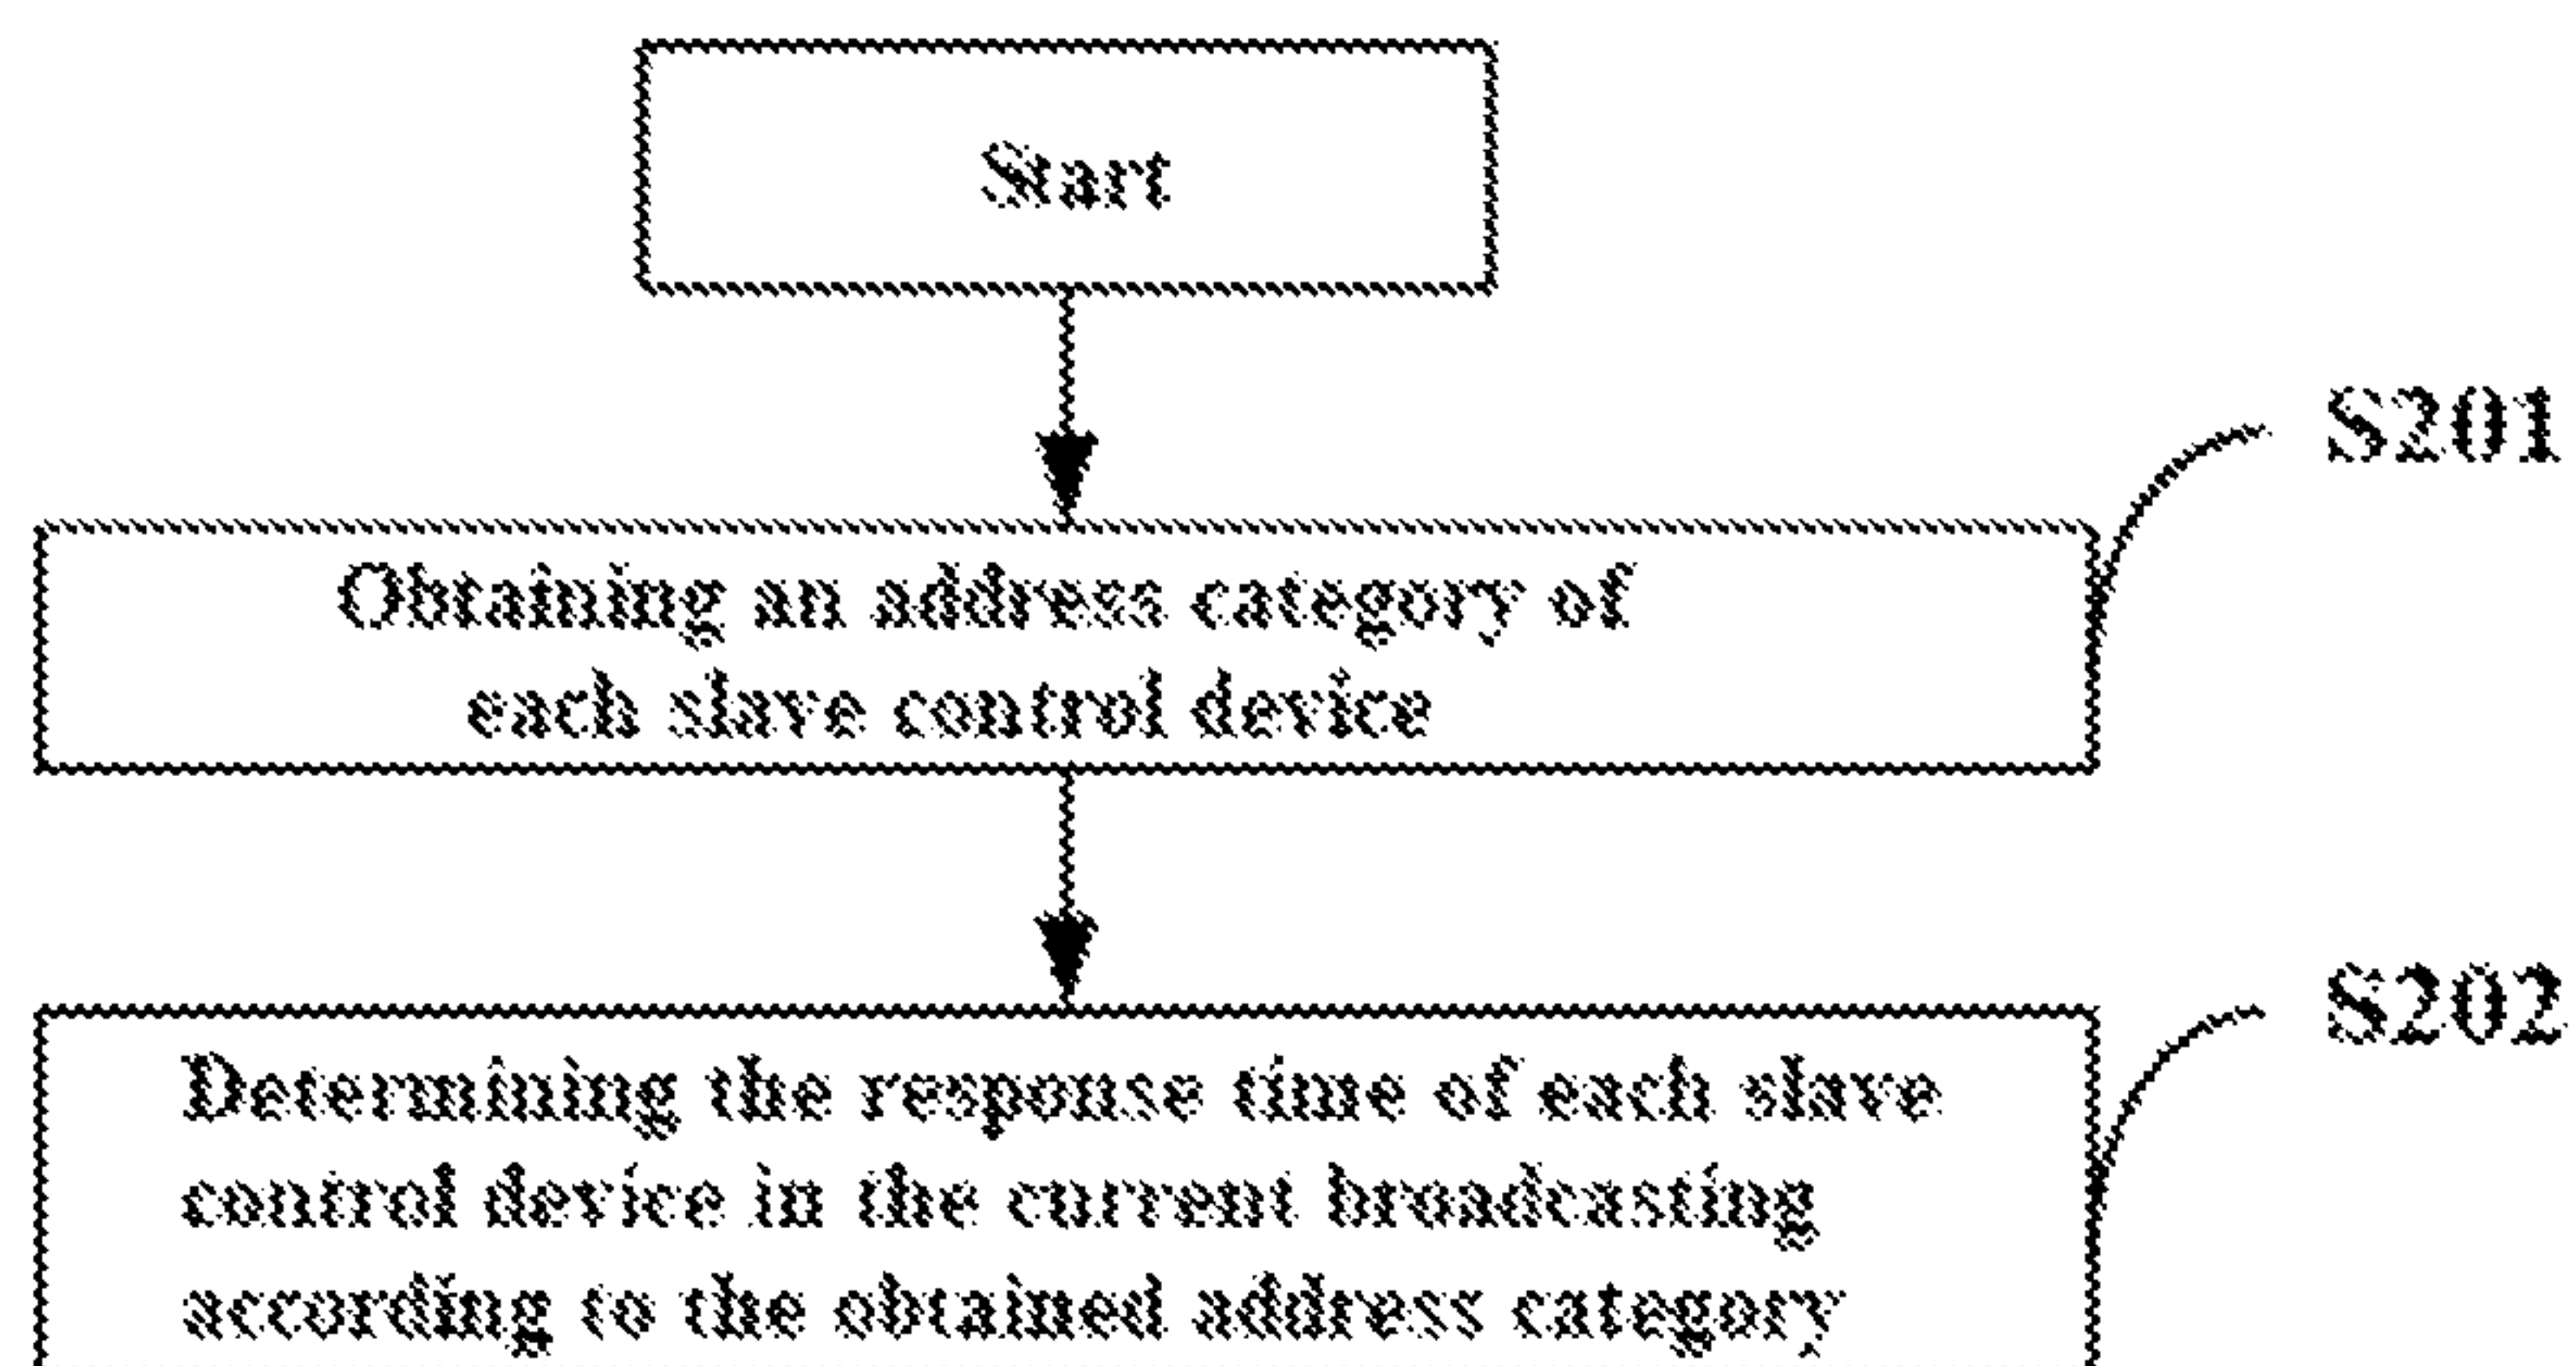 Start
S201
Obtaining an address category of
each slave control device
S202
Determining the response time of each slave
control device in the current broadcasting
according to the obtained address category